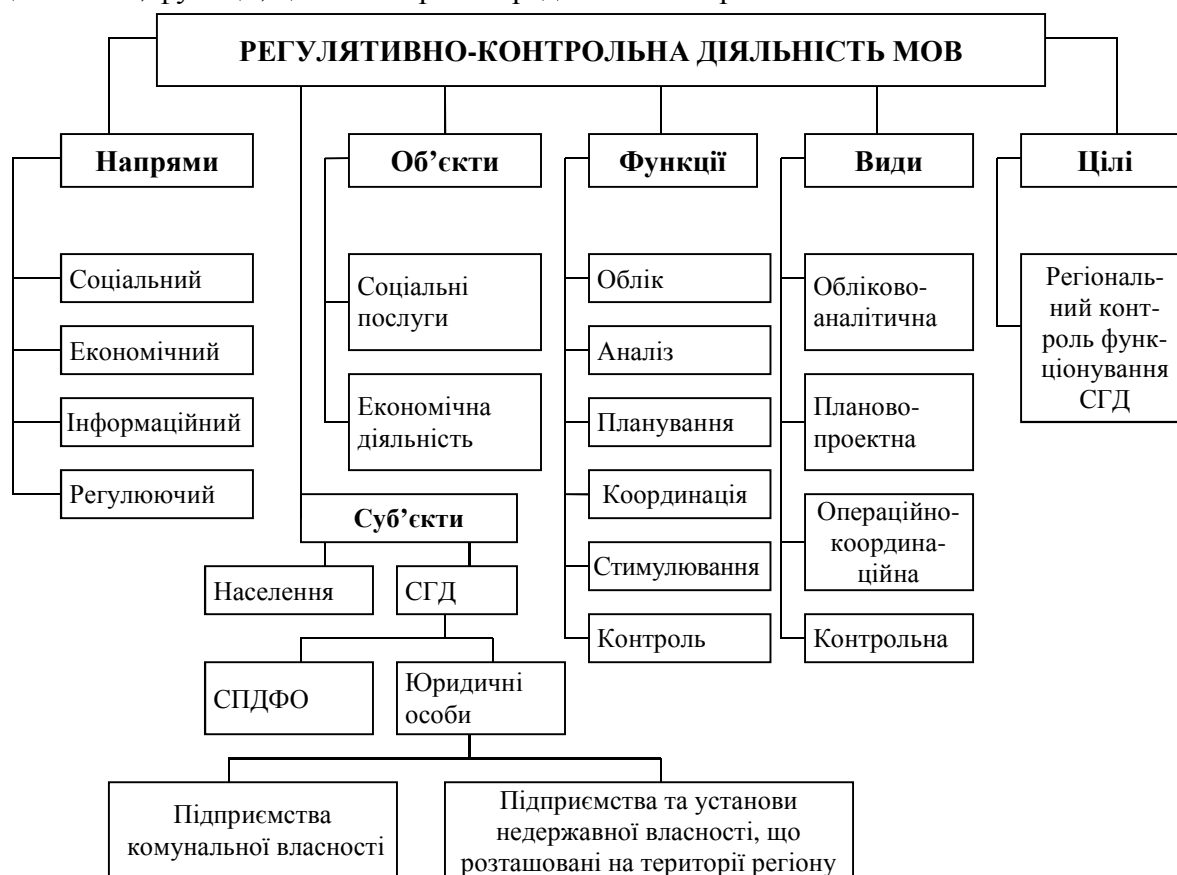 РЕГУЛЯТИВНО-КОНТРОЛЬНА ДІЯЛЬНІСТЬ МОВ
Напрями
Об’єкти
Функції
Види
Цілі
Соціальний
Економічний
Інформаційний
Регулюючий
Соціальні
послуги
Економічна
діяльність
Облік
Аналіз
Планування
Координація
Стимулювання
Контроль
Обліково-
аналітична
Планово-
проектна
Операційно-
координа-
ційна
Контрольна
Регіональ-
ний конт-
роль функ-
ціонування
СГД
Суб’єкти
Населення
СГД
СПДФО
Юридичні
особи
Підприємства
комунальної власності
Підприємства та установи
недержавної власності, що
розташовані на території регіону